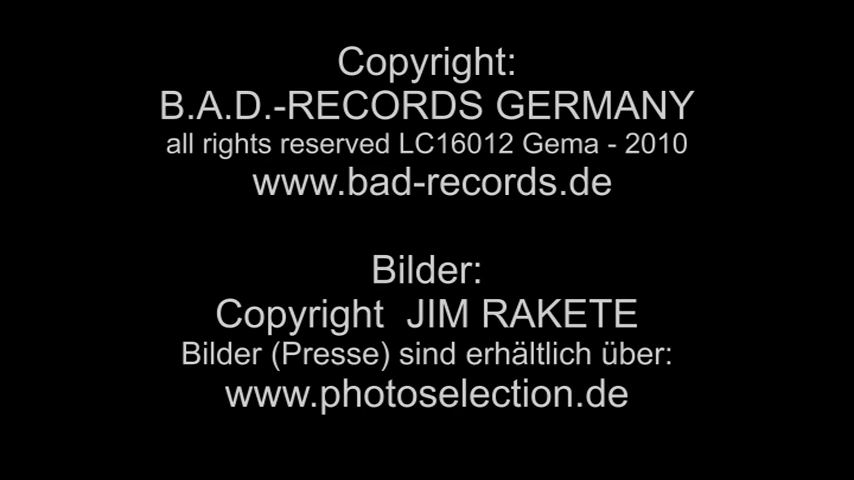 Copyright:
B.A.D.-RECORDS GERMANY
all rights reserved LC16012 Gema - 2010
www.bad-records.de
Bilder:
Copyright  JIM RAKETE
Bilder (Presse) sind erhältlich über:
www.photoselection.de